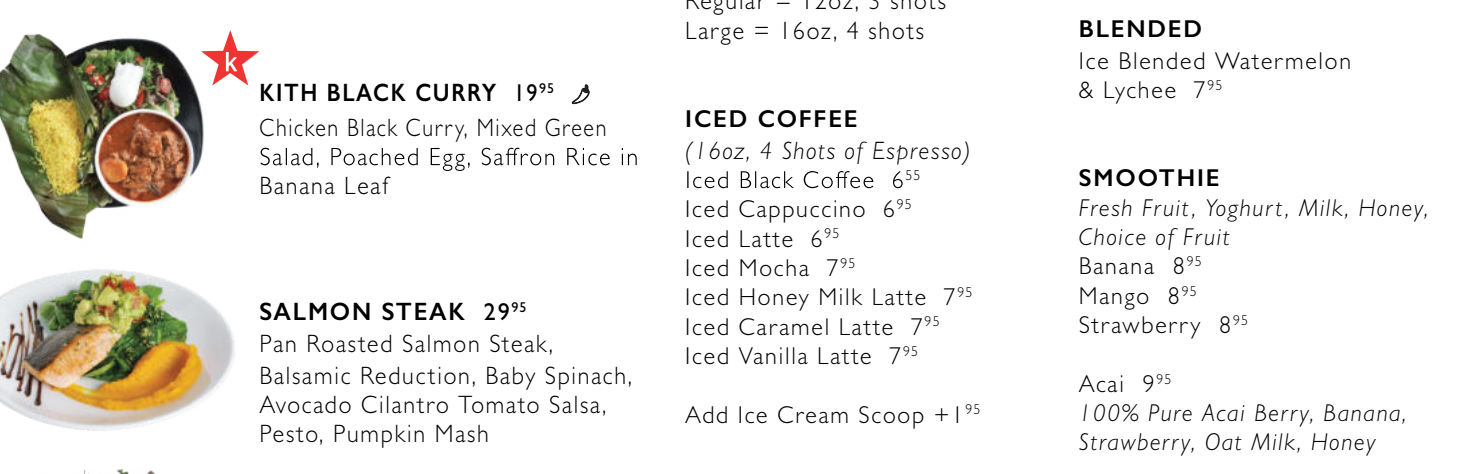 k
KITH BLACK CURRY 19⁹⁵
Chicken Black Curry, Mixed Green
Salad, Poached Egg, Saffron Rice in
Banana Leaf
SALMON STEAK 29⁹⁵
Pan Roasted Salmon Steak,
Balsamic Reduction, Baby Spinach,
Avocado Cilantro Tomato Salsa,
Pesto, Pumpkin Mash
Regular = 12oz, 3 shots
Large = 16oz, 4 shots
ICED COFFEE
(16oz, 4 Shots of Espresso)
Iced Black Coffee 6⁵⁵
Iced Cappuccino 6⁹⁵
Iced Latte 6⁹⁵
Iced Mocha 7⁹⁵
Iced Honey Milk Latte 7⁹⁵
Iced Caramel Latte 7⁹⁵
Iced Vanilla Latte 7⁹⁵
Add Ice Cream Scoop +1⁹⁵
BLENDED
Ice Blended Watermelon
& Lychee 7⁹⁵
SMOOTHIE
Fresh Fruit, Yoghurt, Milk, Honey,
Choice of Fruit
Banana 8⁹⁵
Mango 8⁹⁵
Strawberry 8⁹⁵
Acai 9⁹⁵
100% Pure Acai Berry, Banana,
Strawberry, Oat Milk, Honey